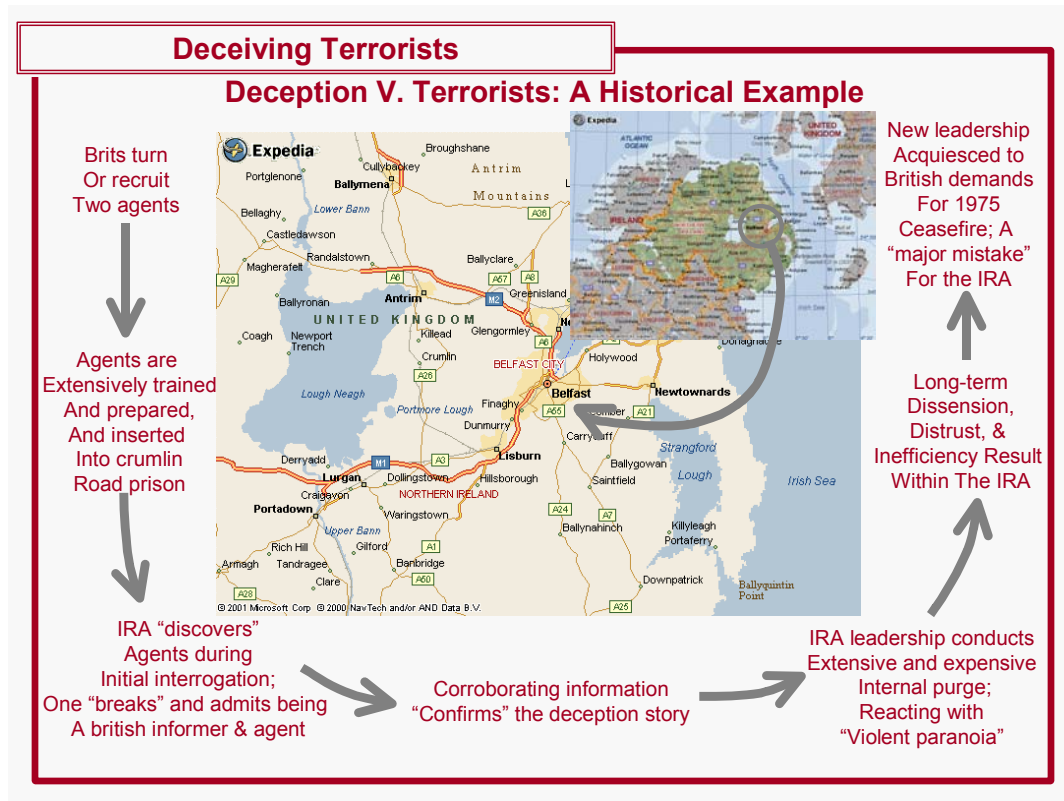 Deceiving Terrorists
Deception V. Terrorists: A Historical Example
Brits turn
Or recruit
Two agents
Agents are
Extensively trained
And prepared,
And inserted
Into crumlin
Road prison
IRA “discovers”
Agents during
Initial interrogation;
One “breaks” and admits being
A british informer & agent
Corroborating information
“Confirms” the deception story
IRA leadership conducts
Extensive and expensive
Internal purge;
Reacting with
“Violent paranoia”
Long-term
Dissension,
Distrust, &
Inefficiency Result
Within The IRA
New leadership
Acquiesced to
British demands
For 1975
Ceasefire; A
“major mistake”
For the IRA
Expedia
Broughshane
Cullybackey
Portglenone
Ballymena
Antrim
Mountains
Lower Bann
A36
Bellaghy
Castledawson
Randalstown
Ballyclare
A29
Magherafelt
A6
A57
A8
Antrim
Greenisland
M2
Ballyronan
UNITED KINGDOM
Glengormley
Coagh
Newport
Trench
Killead
A6
Crumlin
BELFAST CITY
Holywood
Donaghadee
A26
Belfast
Newtownards
Lough Neagh
Portmore Lough
Finaghy
A55
A21
Dunmurry
Carryduff
Strangford
Lough
Derryadd
M1
A3
Lisburn
Ballygowan
Lurgan
Dollingstown
Hillsborough
Saintfield
Irish Sea
Craigavon
NORTHERN IRELAND
Portadown
Waringstown
A24
A7
Upper Bann
Ballynahinch
Killyleagh
Portaferry
Rich Hill
Gilford
A1
Armagh
Tandragee
Banbridge
Clare
A50
Downpatrick
Ballyquintin
Point
A28
A25
© 2001 Microsoft Corp © 2000 NavTech and/or AND Data B.V.
Expedia
ATLANTIC
OCEAN
UNITED
KINGDOM
IRELAND
Belfast
Irish Sea